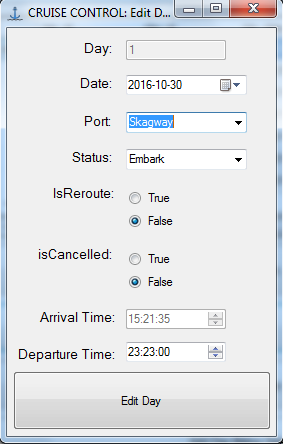 CRUISE CONTROL: Edit D...
Day: 1
Date: 2016-10-30
Port: Skagway
Status: Embark
IsReroute: True
False
isCancelled: True
False
Arrival Time: 15:21:35
Departure Time: 23:23:00
Edit Day